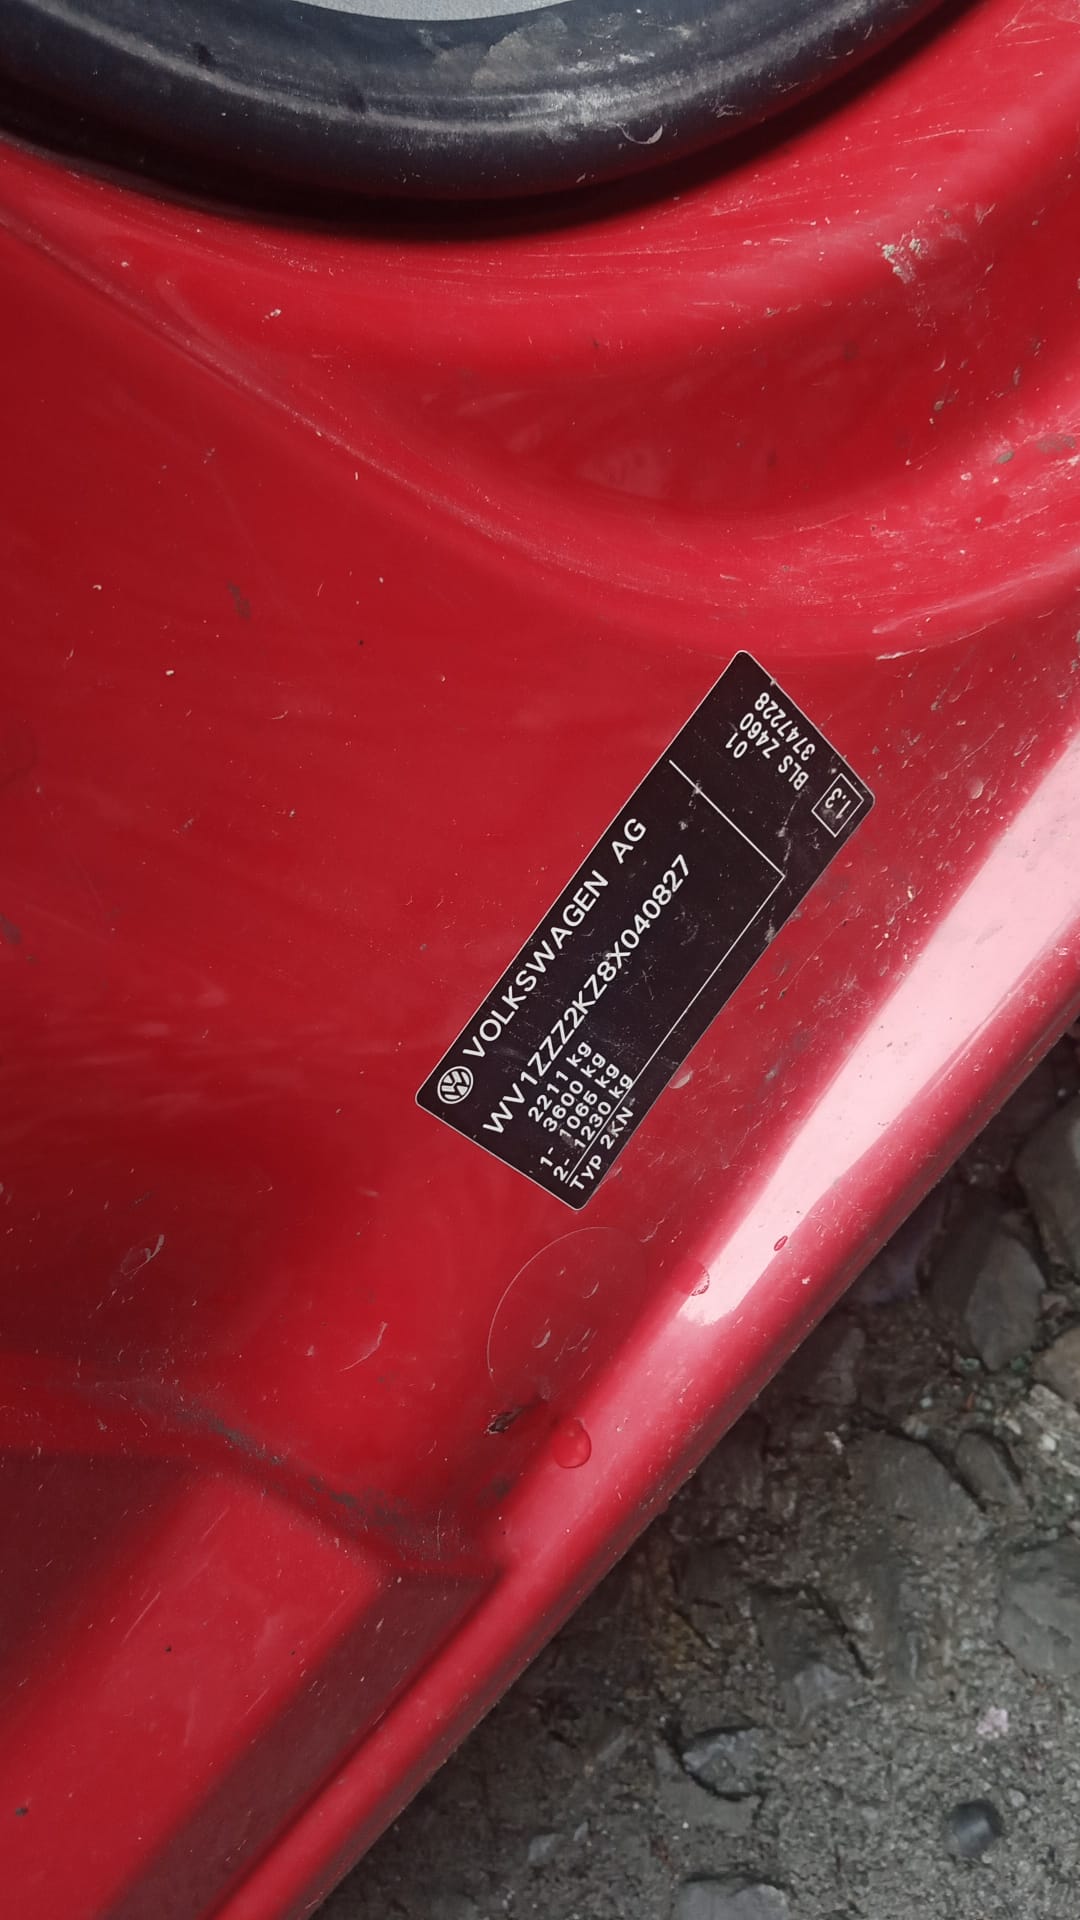 VOLKSWAGEN AG
WV1ZZZ2KZ8X040827
2211 kg
3600 kg
1- 1065 kg
2- 1230 kg
Typ 2KN
01
BLS Z460
3747228
1.3